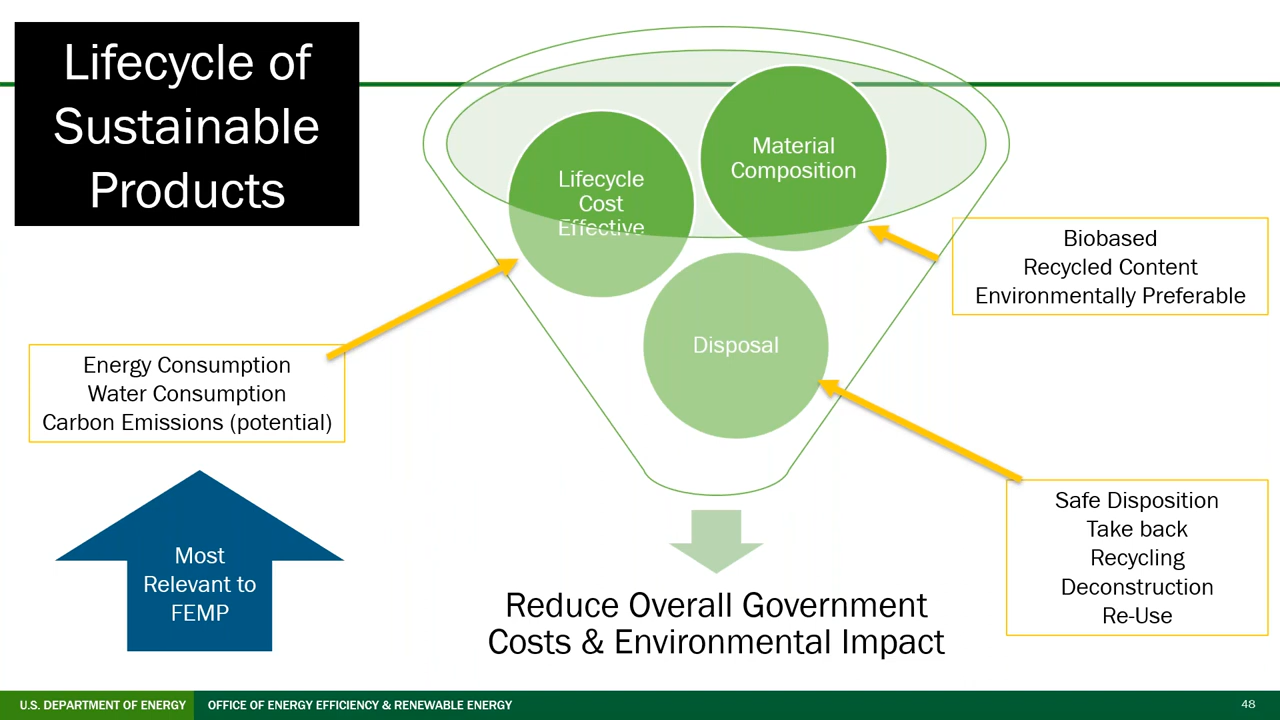 Lifecycle of
Sustainable
Products
Lifecycle
Cost
Effective
Material
Composition
Disposal
Biobased
Recycled Content
Environmentally Preferable
Energy Consumption
Water Consumption
Carbon Emissions (potential)
Most
Relevant to
FEMP
Safe Disposition
Take back
Recycling
Deconstruction
Re-Use
Reduce Overall Government
Costs & Environmental Impact
U.S. DEPARTMENT OF ENERGY OFFICE OF ENERGY EFFICIENCY & RENEWABLE ENERGY 48